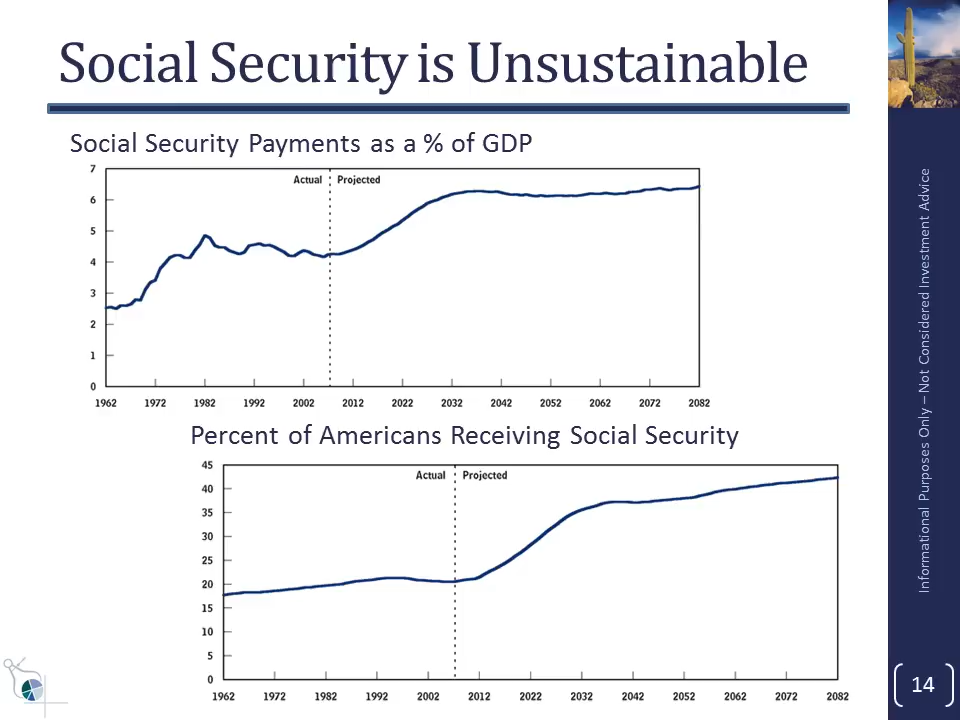 Social Security is Unsustainable
Social Security Payments as a % of GDP
7
Actual Projected
6
5
4
3
2
1
0
1962 1972 1982 1992 2002 2012 2022 2032 2042 2052 2062 2072 2082
Percent of Americans Receiving Social Security
45
Actual Projected
40
35
30
25
20
15
10
5
0
1962 1972 1982 1992 2002 2012 2022 2032 2042 2052 2062 2072 2082
Informational Purposes Only – Not Considered Investment Advice
14